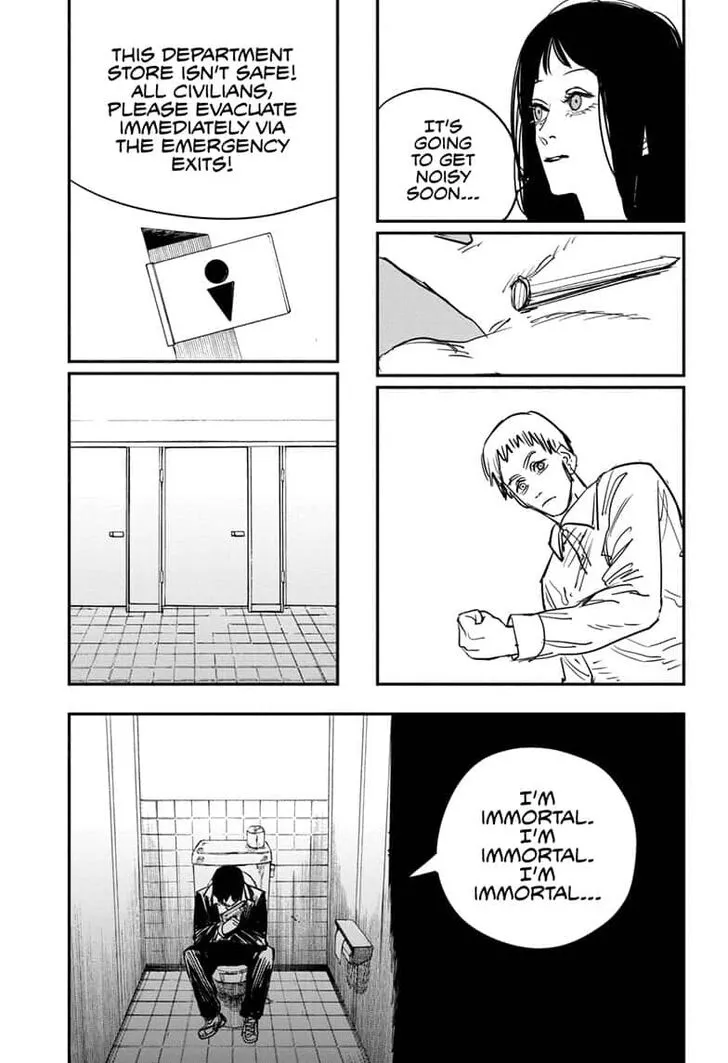 IT'S
GOING
TO GET
NOISY
SOON...
THIS DEPARTMENT
STORE ISN'T SAFE!
ALL CIVILIANS,
PLEASE EVACUATE
IMMEDIATELY VIA
THE EMERGENCY
EXITS!
I'M
IMMORTAL.
I'M
IMMORTAL.
I'M
IMMORTAL...